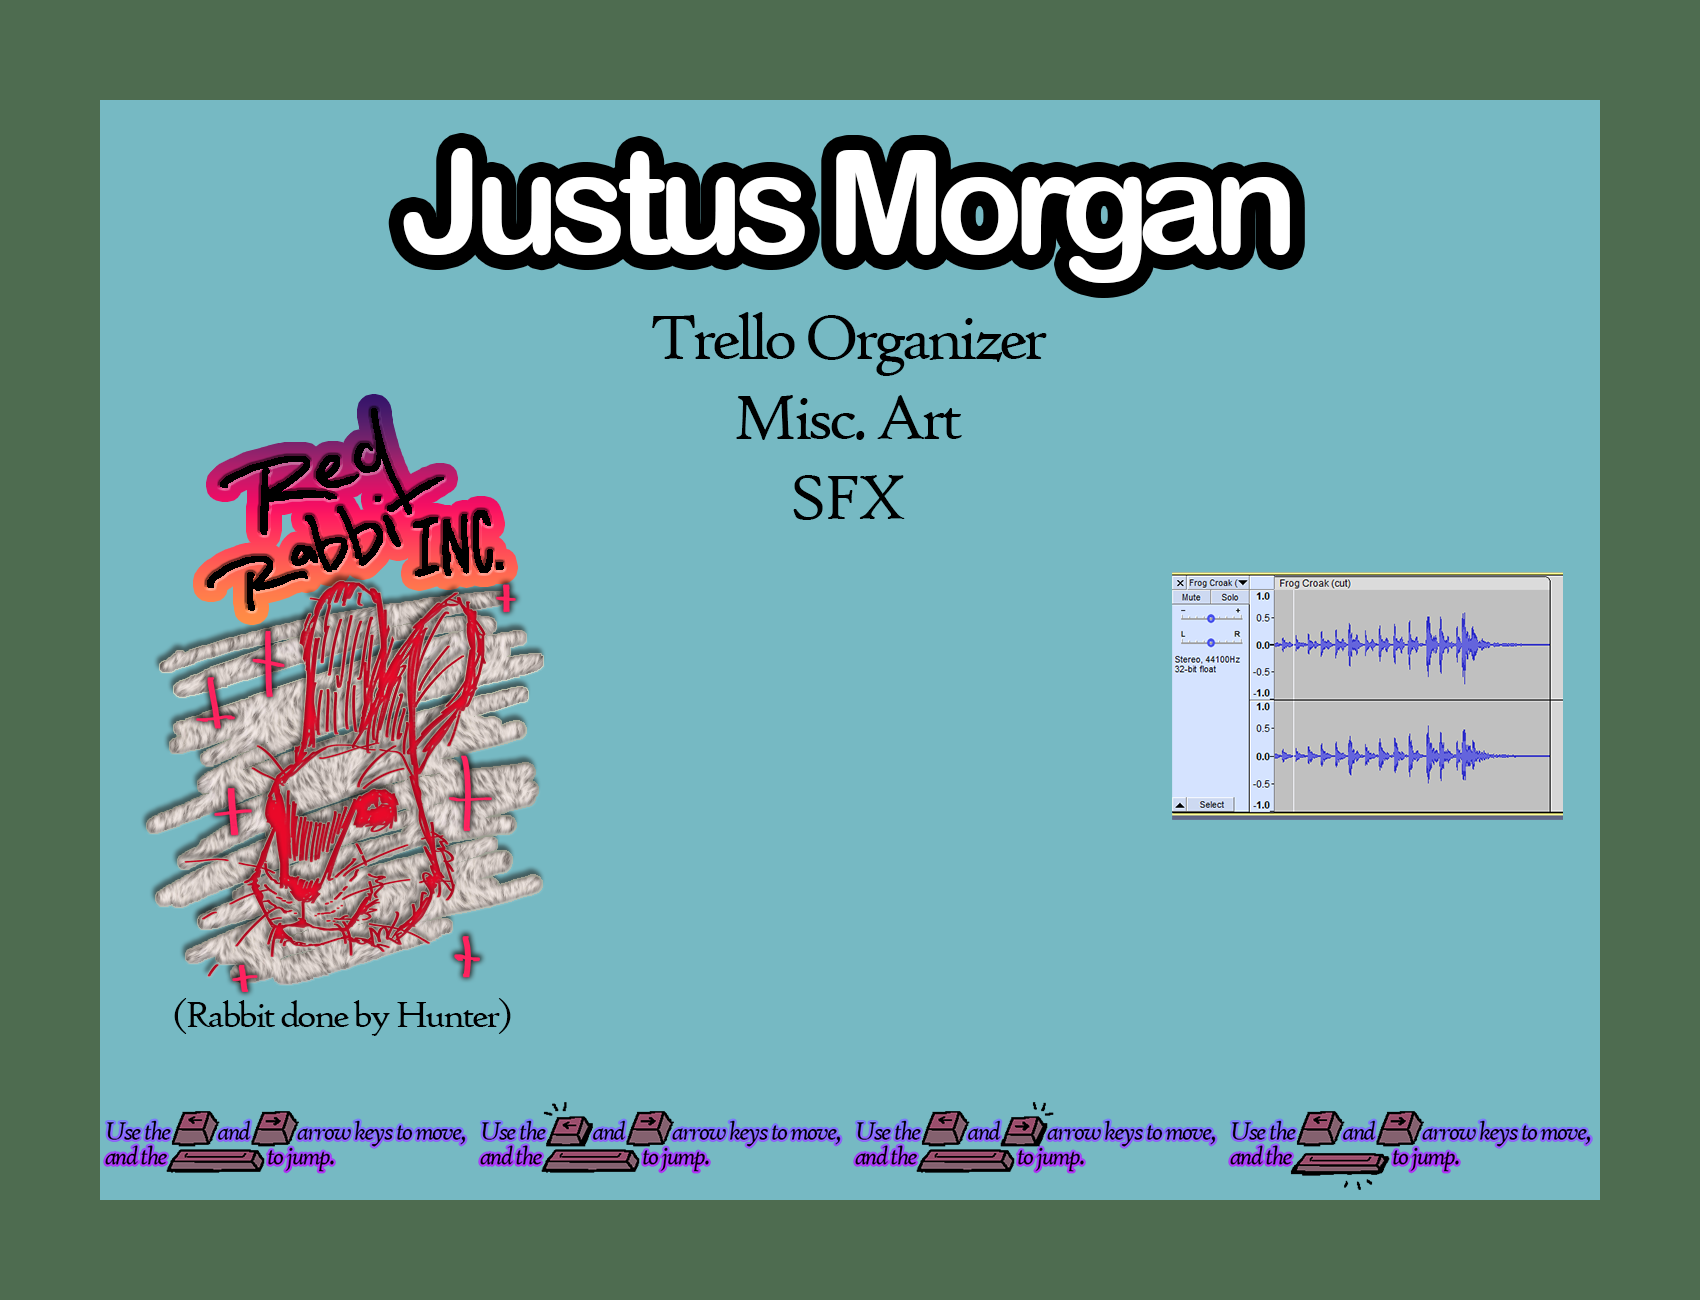 Justus Morgan
Trello Organizer
Misc. Art
SFX
Red
Rabbit INC.
(Rabbit done by Hunter)
× Frog Croak ( Frog Croak (cut)
Mute Solo
- +
L R
Stereo, 44100Hz
32-bit float
Select
1.0
0.5
0.0
-0.5
-1.0
1.0
0.5
0.0
-0.5
-1.0
Use the ← and → arrow keys to move,
and the to jump.
Use the ← and → arrow keys to move,
and the to jump.
Use the ← and → arrow keys to move,
and the to jump.
Use the ← and → arrow keys to move,
and the to jump.